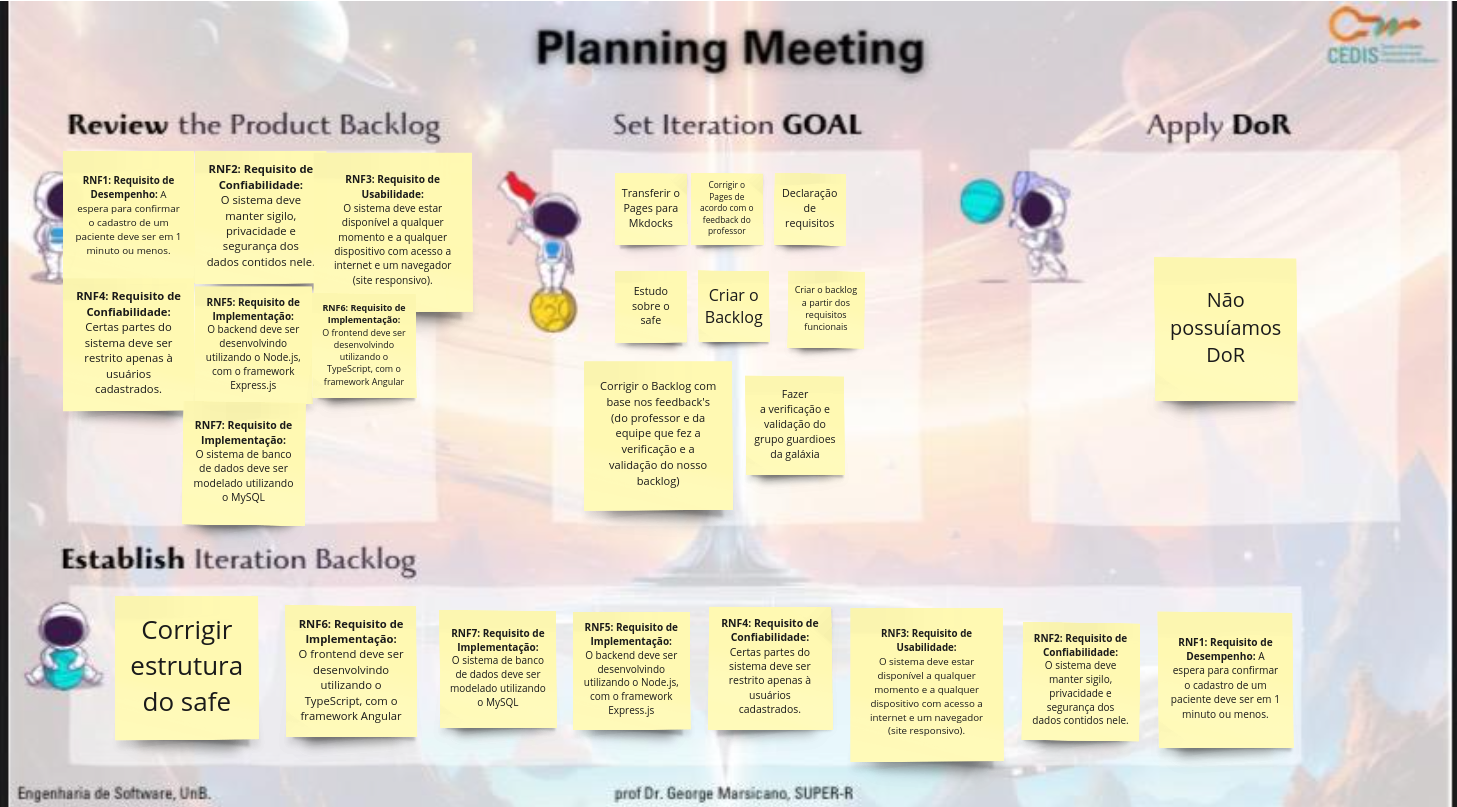 Planning Meeting
CEDIS
Review the Product Backlog
RNF1: Requisito de
Desempenho: A
espera para confirmar
o cadastro de um
paciente deve ser em 1
minuto ou menos.
RNF2: Requisito de
Confiabilidade:
O sistema deve
manter sigilo,
privacidade e
segurança dos
dados contidos nele.
RNF3: Requisito de
Usabilidade:
O sistema deve estar
disponível a qualquer
momento e a qualquer
dispositivo com acesso a
internet e um navegador
(site responsivo).
RNF4: Requisito de
Confiabilidade:
Certas partes do
sistema deve ser
restrito apenas à
usuários
cadastrados.
RNF5: Requisito de
Implementação:
O backend deve ser
desenvolvindo
utilizando o Node.js,
com o framework
Express.js
RNF6: Requisito de
Implementação:
O frontend deve ser
desenvolvindo
utilizando o
TypeScript, com o
framework Angular
RNF7: Requisito de
Implementação:
O sistema de banco
de dados deve ser
modelado utilizando
o MySQL
Set Iteration GOAL
Transferir o
Pages para
Mkdocks
Corrigir o
Pages de
acordo com o
feedback do
professor
Declaração
de
requisitos
Estudo
sobre o
safe
Criar o
Backlog
Criar o backlog
a partir dos
requisitos
funcionais
Corrigir o Backlog com
base nos feedback's
(do professor e da
equipe que fez a
verificação e a
validação do nosso
backlog)
Fazer
a verificação e
validação do
grupo guardioes
da galáxia
Apply DoR
Não
possuíamos
DoR
Establish Iteration Backlog
Corrigir
estrutura
do safe
RNF6: Requisito de
Implementação:
O frontend deve ser
desenvolvindo
utilizando o
TypeScript, com o
framework Angular
RNF7: Requisito de
Implementação:
O sistema de banco
de dados deve ser
modelado utilizando
o MySQL
RNF5: Requisito de
Implementação:
O backend deve ser
desenvolvindo
utilizando o Node.js,
com o framework
Express.js
RNF4: Requisito de
Confiabilidade:
Certas partes do
sistema deve ser
restrito apenas à
usuários
cadastrados.
RNF3: Requisito de
Usabilidade:
O sistema deve estar
disponível a qualquer
momento e a qualquer
dispositivo com acesso a
internet e um navegador
(site responsivo).
RNF2: Requisito de
Confiabilidade:
O sistema deve
manter sigilo,
privacidade e
segurança dos
dados contidos nele.
RNF1: Requisito de
Desempenho: A
espera para confirmar
o cadastro de um
paciente deve ser em 1
minuto ou menos.
Engenharia de Software, UnB.
prof Dr. George Marsicano, SUPER-R